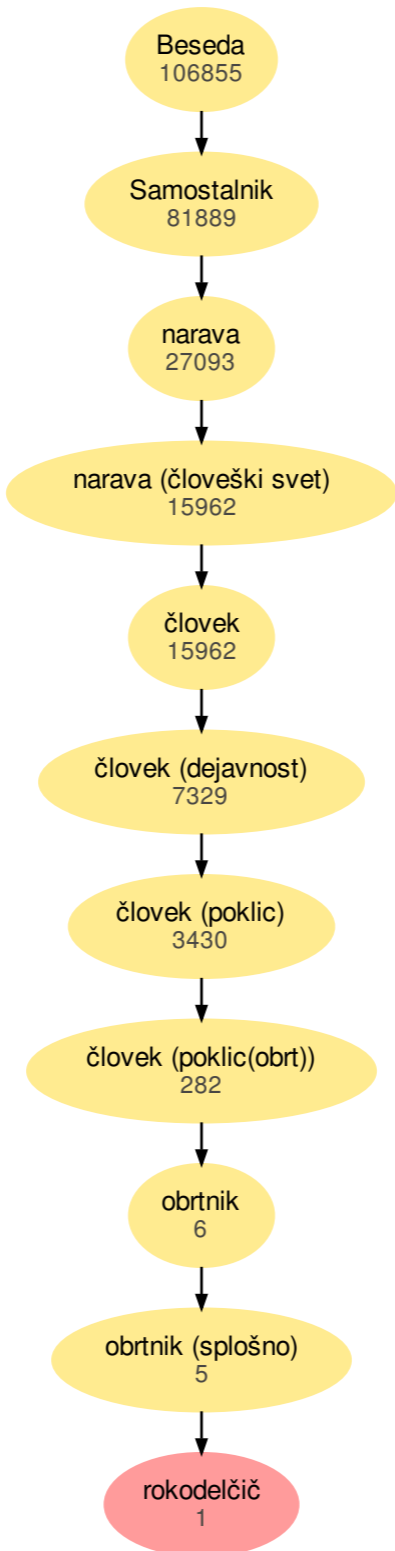 Beseda
106855
Samostalnik
81889
narava
27093
narava (človeški svet)
15962
človek
15962
človek (dejavnost)
7329
človek (poklic)
3430
človek (poklic(obrt))
282
obrtnik
6
obrtnik (splošno)
5
rokodelčič
1